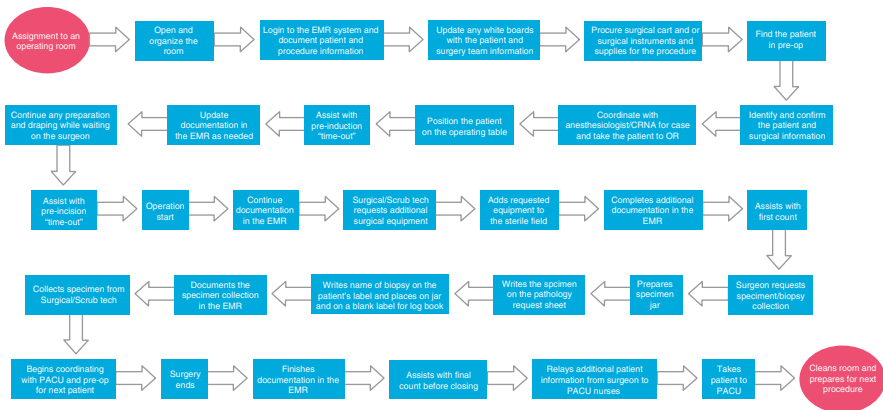 Assignment to an
operating room
Open and
organize the
room
Login to the EMR system and
document patient and
procedure information
Update any white boards
with the patient and
surgery team information
Procure surgical cart and or
surgical instruments and
supplies for the procedure
Find the patient
in pre-op
Identify and confirm
the patient and
surgical information
Coordinate with
anesthesiologist/CRNA for case
and take the patient to OR
Position the patient
on the operating table
Assist with
pre-induction
“time-out”
Update
documentation in
the EMR as needed
Continue any preparation
and draping while waiting
on the surgeon
Assist with
pre-incision
“time-out”
Operation
start
Continue
documentation
in the EMR
Surgical/Scrub tech
requests additional
surgical equipment
Adds requested
equipment to
the sterile field
Completes additional
documentation in the
EMR
Assists with
first count
Surgeon requests
speciment/biopsy
collection
Prepares
specimen
jar
Writes the spcimen
on the pathology
request sheet
Writes name of biopsy on the
patient's label and places on jar
and on a blank label for log book
Documents the
specimen collection
in the EMR
Collects specimen from
Surgical/Scrub tech
Begins coordinating
with PACU and pre-op
for next patient
Surgery
ends
Finishes
documentation in the
EMR
Assists with final
count before closing
Relays additional patient
information from surgeon to
PACU nurses
Takes
patient to
PACU
Cleans room and
prepares for next
procedure